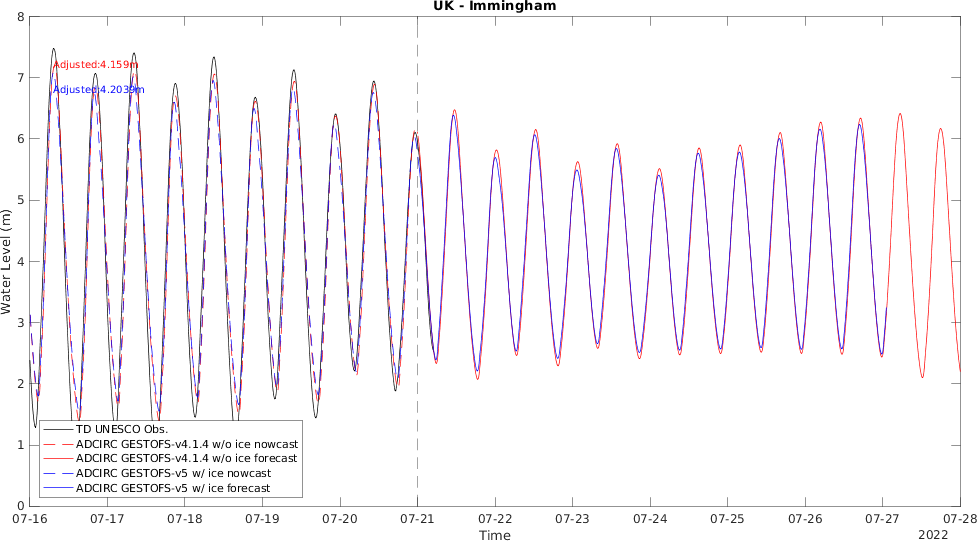 UK - Immingham
8
7
6
5
4
3
2
1
0
Water Level (m)
Adjusted:4.159m
Adjusted:4.2039m
TD UNESCO Obs.
ADCIRC GESTOFS-v4.1.4 w/o ice nowcast
ADCIRC GESTOFS-v4.1.4 w/o ice forecast
ADCIRC GESTOFS-v5 w/ ice nowcast
ADCIRC GESTOFS-v5 w/ ice forecast
07-16 07-17 07-18 07-19 07-20 07-21 07-22 07-23 07-24 07-25 07-26 07-27 07-28
Time
2022